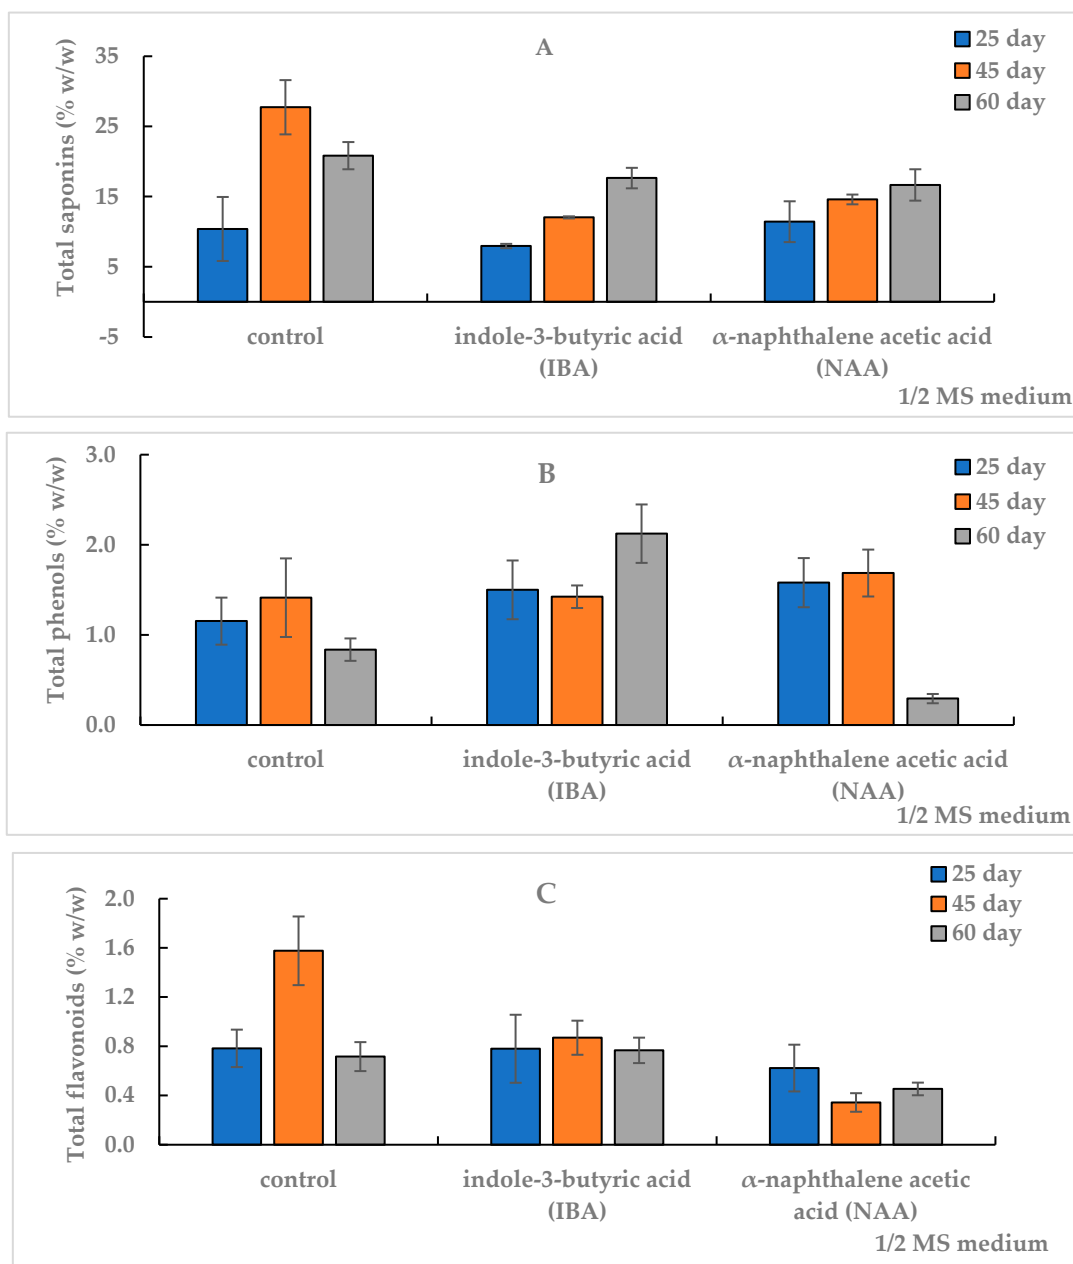 A
25 day
45 day
60 day
Total saponins (% w/w)
35
25
15
5
-5
control
indole-3-butyric acid
(IBA)
α-naphthalene acetic acid
(NAA)
1/2 MS medium
B
25 day
45 day
60 day
Total phenols (% w/w)
3.0
2.0
1.0
0.0
control
indole-3-butyric acid
(IBA)
α-naphthalene acetic acid
(NAA)
1/2 MS medium
C
25 day
45 day
60 day
Total flavonoids (% w/w)
2.0
1.6
1.2
0.8
0.4
0.0
control
indole-3-butyric acid
(IBA)
α-naphthalene acetic
acid (NAA)
1/2 MS medium